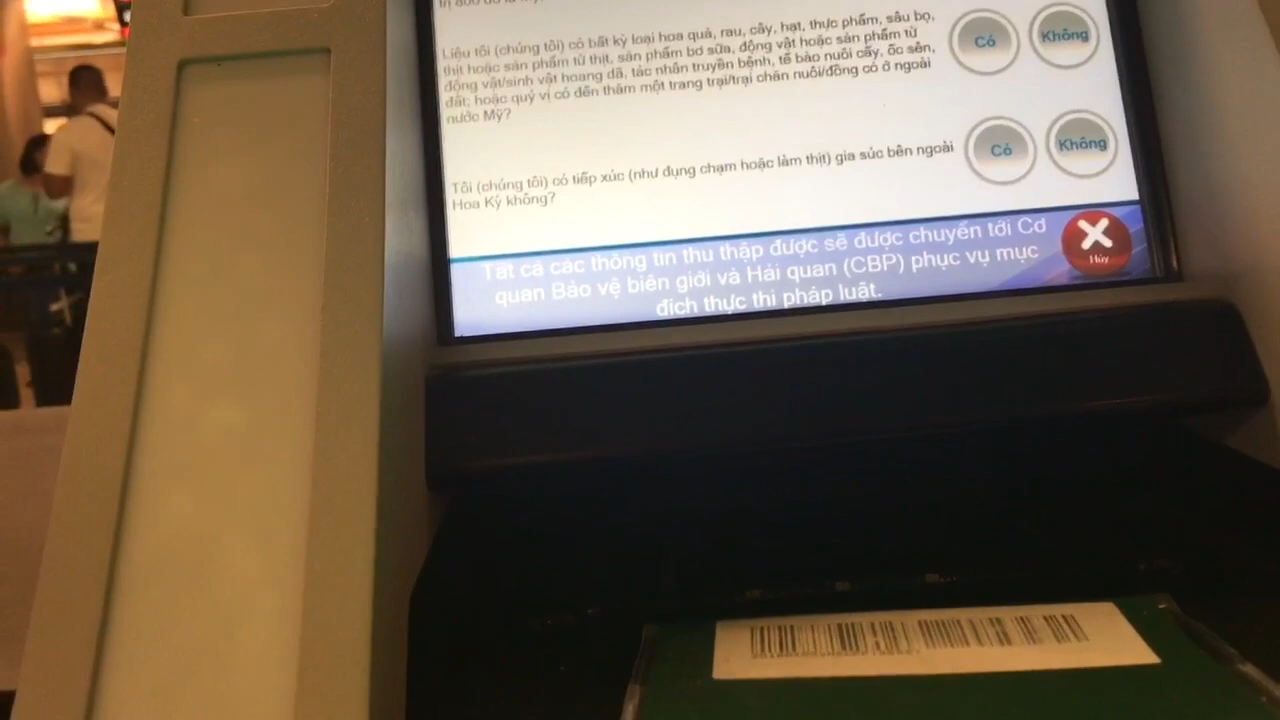 Liệu tôi (chúng tôi) có bất kỳ loại hoa quả, rau, cây, hạt, thực phẩm, sâu bọ,
thịt hoặc sản phẩm từ thịt, sản phẩm bơ sữa, động vật hoặc sản phẩm từ
động vật/sinh vật hoang dã, tác nhân truyền bệnh, tế bào nuôi cấy, ốc sên,
đất; hoặc quý vị có đến thăm một trang trại/trại chăn nuôi/đồng cỏ ở ngoài
nước Mỹ?
Có
Không
Tôi (chúng tôi) có tiếp xúc (như đụng chạm hoặc làm thịt) gia súc bên ngoài
Hoa Kỳ không?
Có
Không
Tất cả các thông tin thu thập được sẽ được chuyển tới Cơ
quan Bảo vệ biên giới và Hải quan (CBP) phục vụ mục
đích thực thi pháp luật.
Hủy